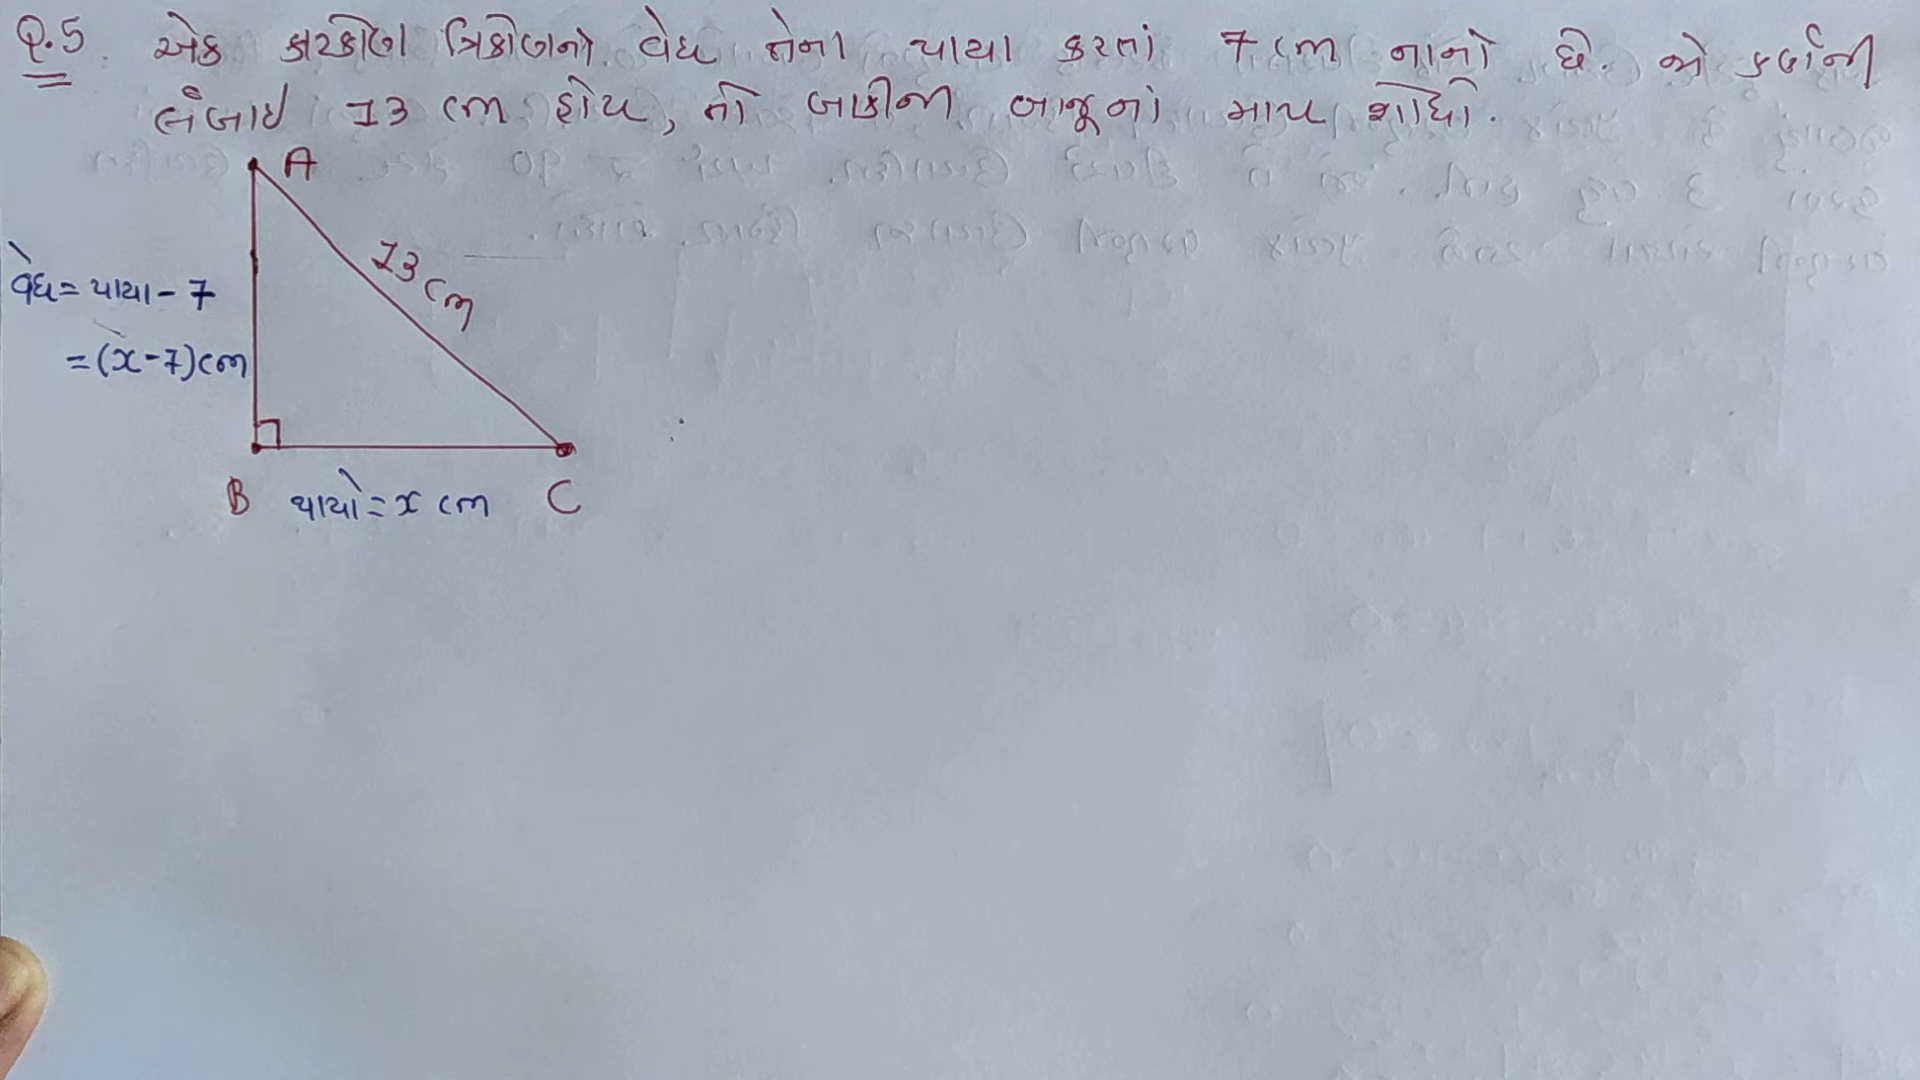 Q.5. એક કાટકોણ ત્રિકોણનો વેધ તેના પાયા કરતાં 7 cm નાનો છે. જો કર્ણની
લંબાઇ 13 cm હોય, તો બાકીની બાજૂનાં માપ શોધો.
A
13 cm
વેધ = પાયા - 7
= (x-7) cm
B પાયો = x cm C